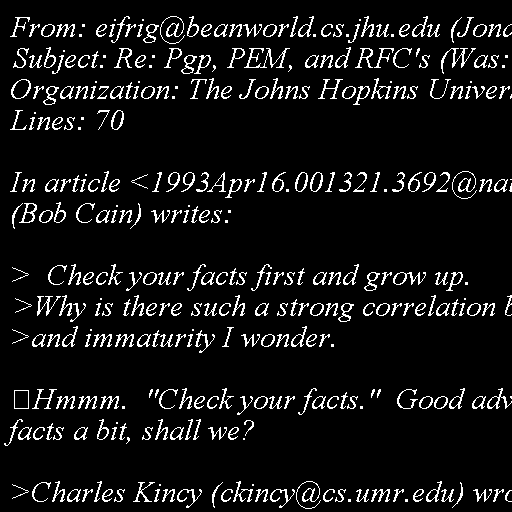 From: eifrig@beanworld.cs.jhu.edu (Jona
Subject: Re: Pgp, PEM, and RFC's (Was:
Organization: The Johns Hopkins Univers
Lines: 70
In article <1993Apr16.001321.3692@nat
(Bob Cain) writes:
>  Check your facts first and grow up.
>Why is there such a strong correlation b
>and immaturity I wonder.
Hmmm.  "Check your facts."  Good adv
facts a bit, shall we?
>Charles Kincy (ckincy@cs.umr.edu) wro